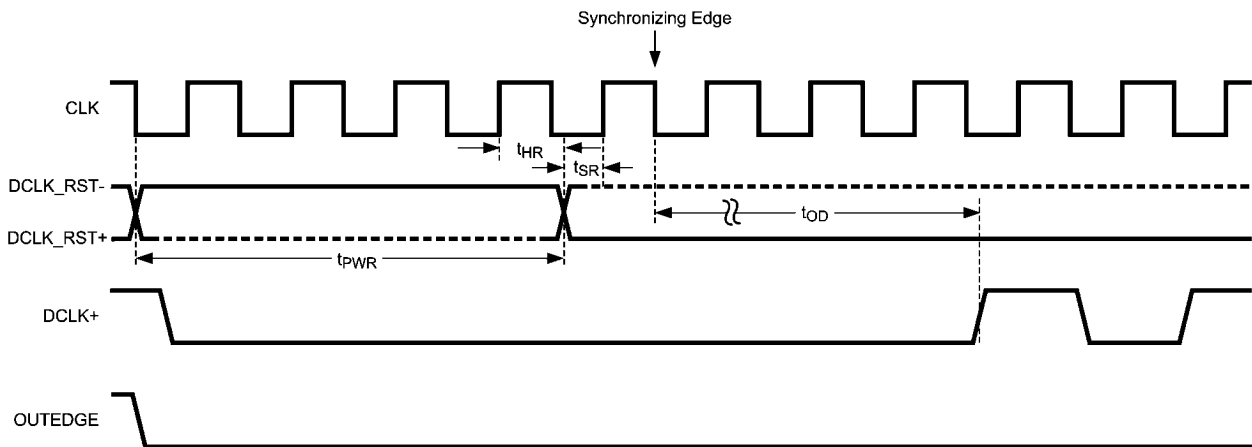 Synchronizing Edge
CLK
tHR
tSR
DCLK_RST-
tOD
DCLK_RST+
tPWR
DCLK+
OUTEDGE